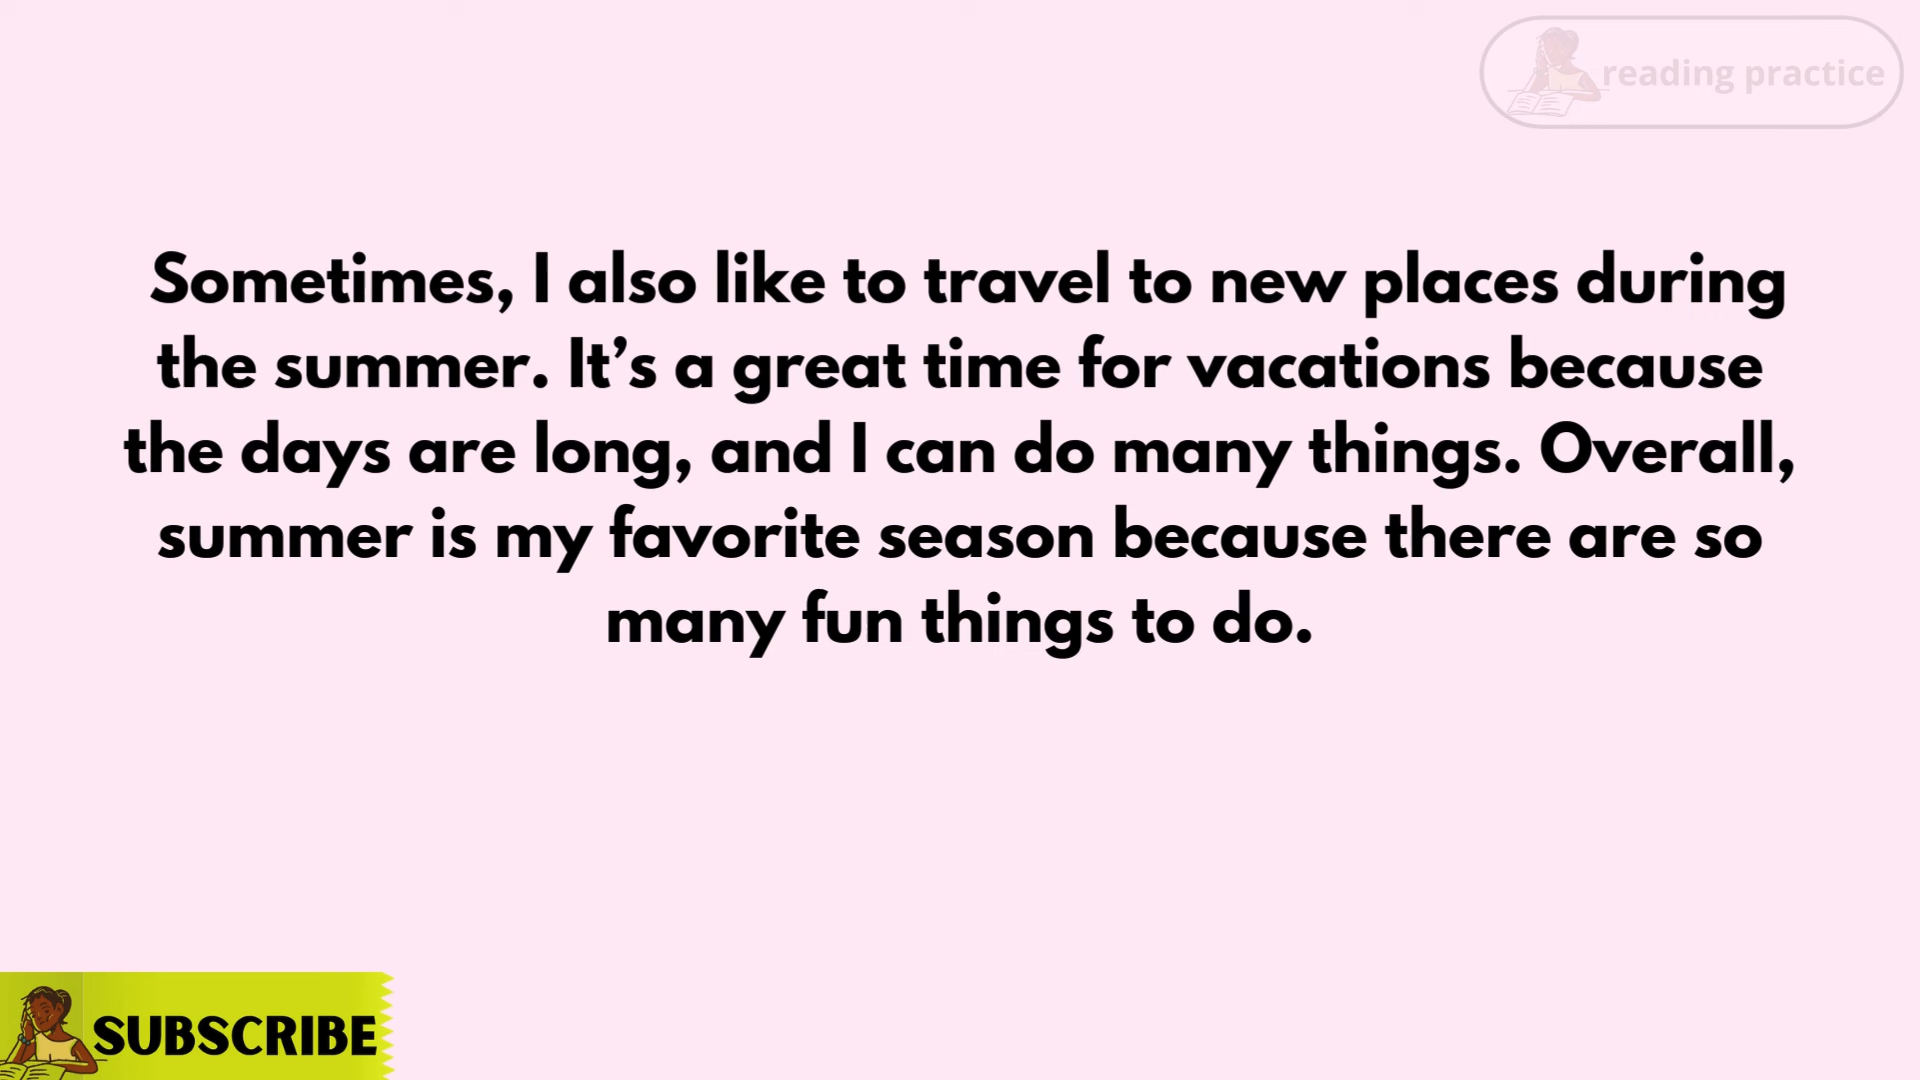 reading practice
Sometimes, I also like to travel to new places during
the summer. It’s a great time for vacations because
the days are long, and I can do many things. Overall,
summer is my favorite season because there are so
many fun things to do.
SUBSCRIBE